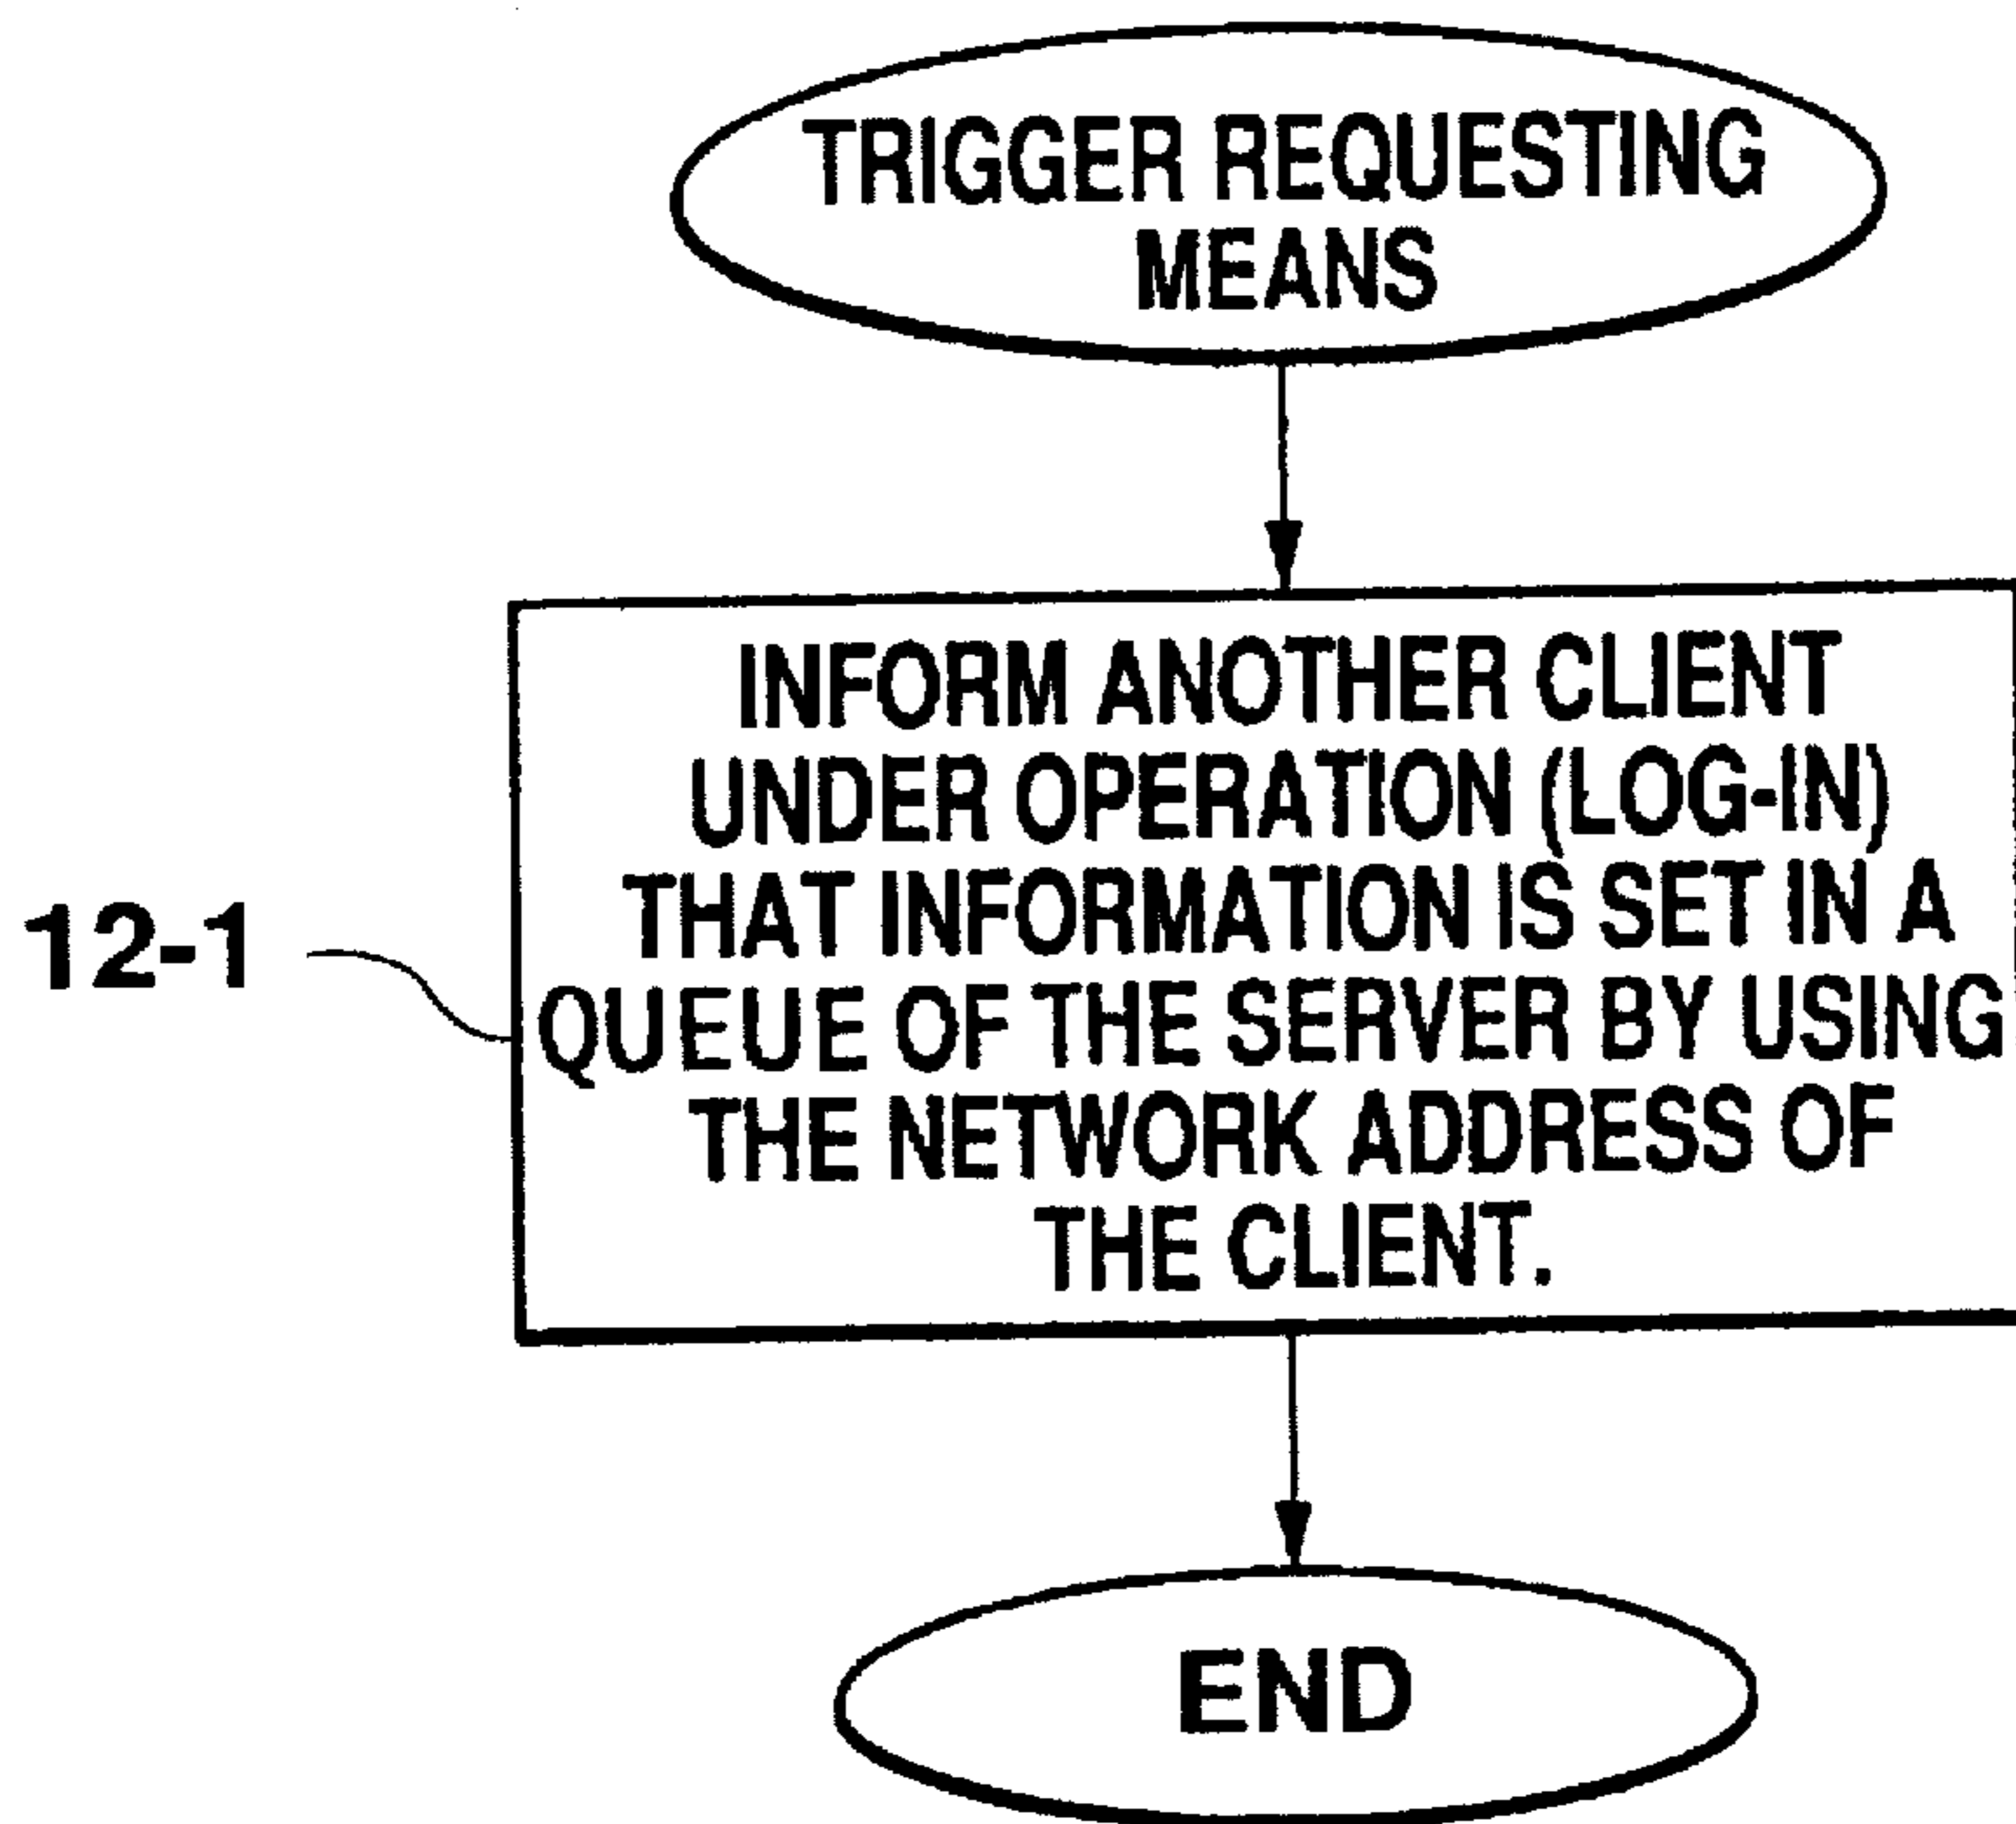 TRIGGER REQUESTING
MEANS
INFORM ANOTHER CLIENT
UNDER OPERATION (LOG-IN)
THAT INFORMATION IS SET IN A
12-1
QUEUE OF THE SERVER BY USING
THE NETWORK ADDRESS OF
THE CLIENT.
END